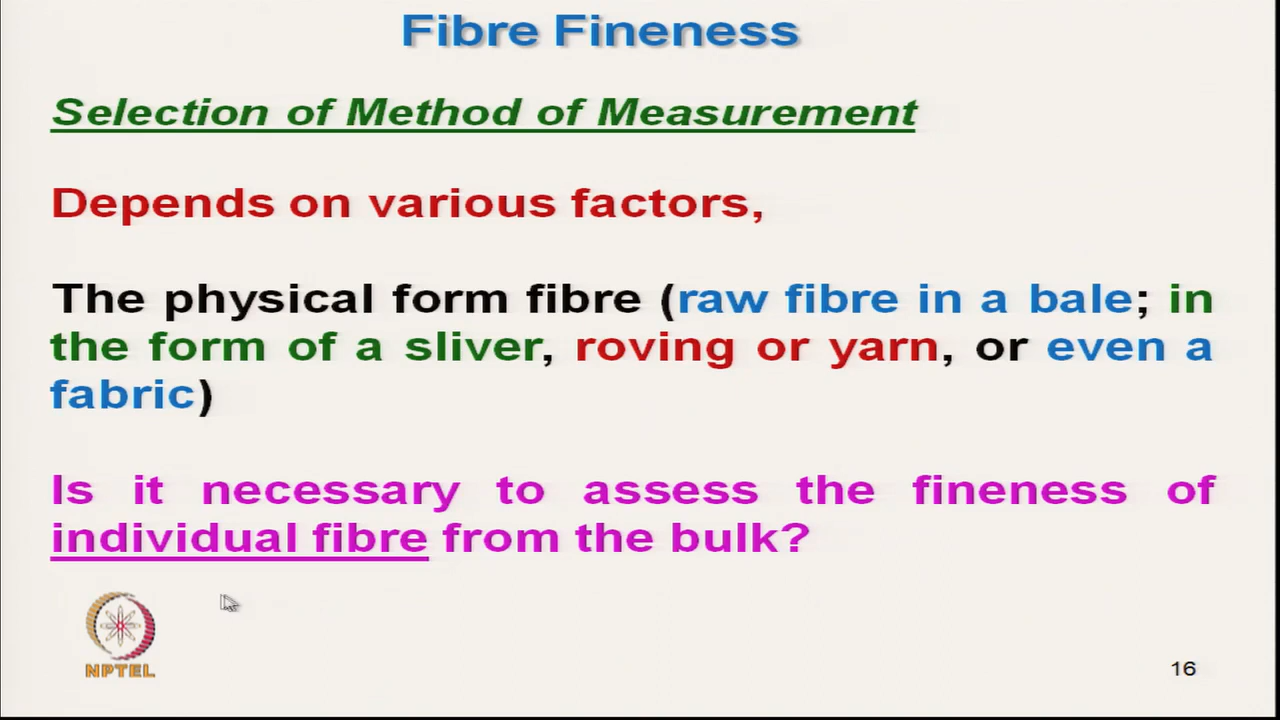 Fibre Fineness
Selection of Method of Measurement
Depends on various factors,
The physical form fibre (raw fibre in a bale; in
the form of a sliver, roving or yarn, or even a
fabric)
Is it necessary to assess the fineness of
individual fibre from the bulk?
NPTEL
16